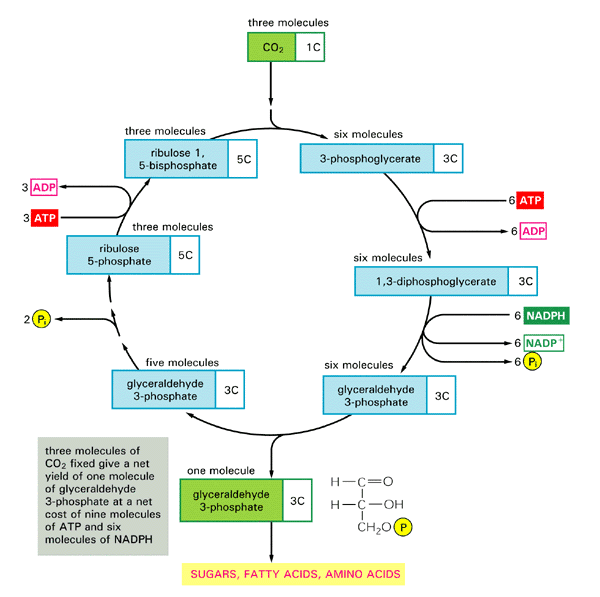 three molecules
CO₂ 1C
three molecules
ribulose 1,
5-bisphosphate
5C
six molecules
3-phosphoglycerate 3C
3 ADP
3 ATP
6 ATP
6 ADP
three molecules
ribulose
5-phosphate
5C
six molecules
1,3-diphosphoglycerate 3C
2 Pi
6 NADPH
6 NADP⁺
6 Pi
five molecules
glyceraldehyde
3-phosphate
3C
six molecules
glyceraldehyde
3-phosphate
3C
three molecules of
CO₂ fixed give a net
yield of one molecule
of glyceraldehyde
3-phosphate at a net
cost of nine molecules
of ATP and six
molecules of NADPH
one molecule
glyceraldehyde
3-phosphate
3C
H—C=O
H—C—OH
CH₂O P
SUGARS, FATTY ACIDS, AMINO ACIDS